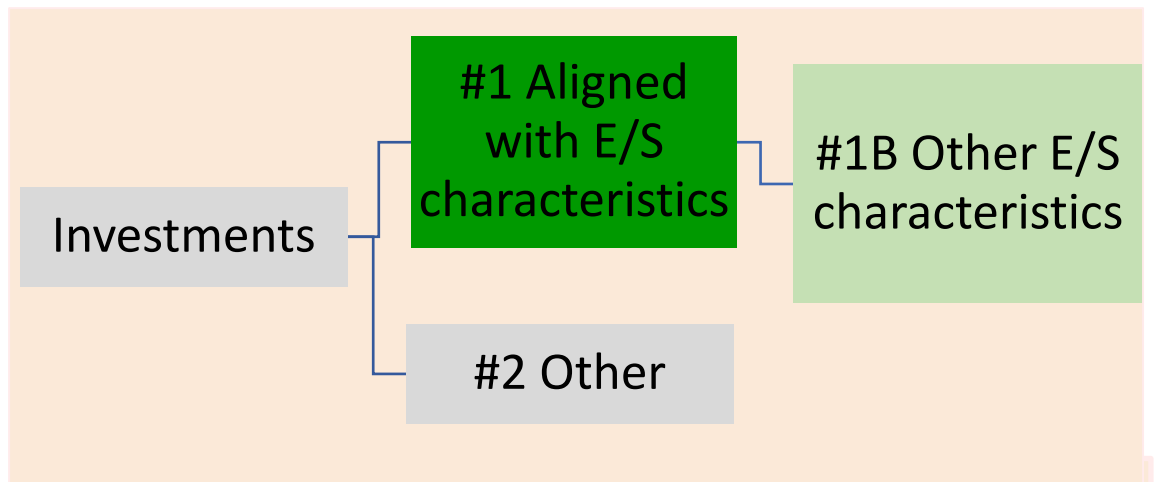 Investments
#1 Aligned
with E/S
characteristics
#1B Other E/S
characteristics
#2 Other